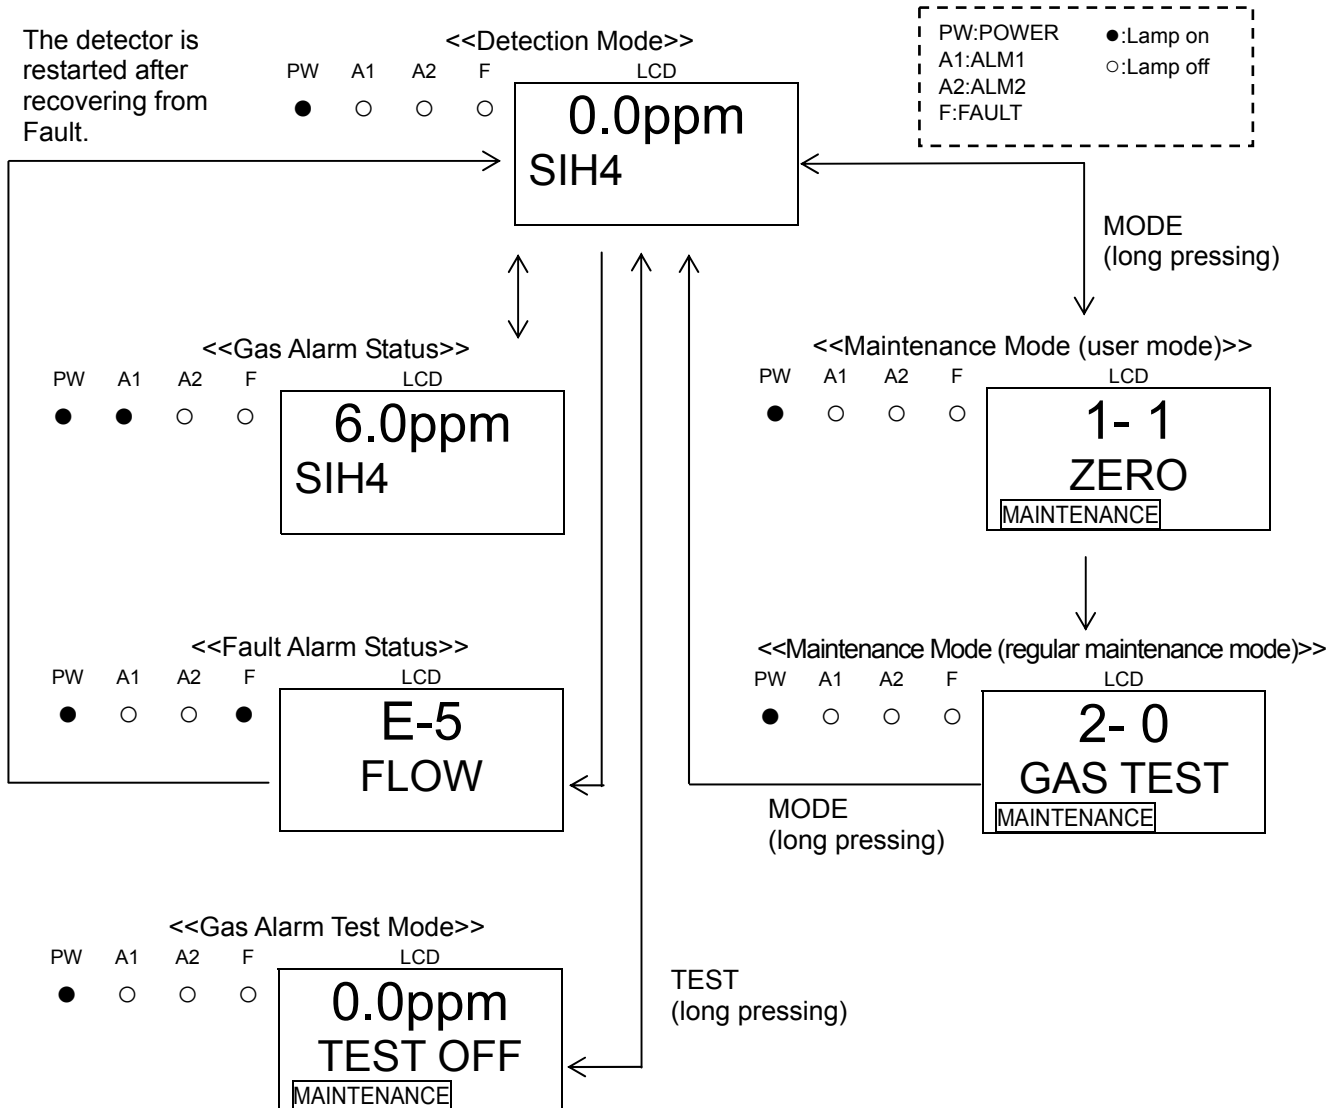 The detector is
restarted after
recovering from
Fault.
<<Detection Mode>>
PW A1 A2 F LCD
● ○ ○ ○
0.0ppm
SIH4
PW:POWER ●:Lamp on
A1:ALM1 ○:Lamp off
A2:ALM2
F:FAULT
MODE
(long pressing)
<<Gas Alarm Status>>
PW A1 A2 F LCD
● ● ○ ○
6.0ppm
SIH4
<<Maintenance Mode (user mode)>>
PW A1 A2 F LCD
● ○ ○ ○
1- 1
ZERO
MAINTENANCE
<<Fault Alarm Status>>
PW A1 A2 F LCD
● ○ ○ ●
E-5
FLOW
<<Maintenance Mode (regular maintenance mode)>>
PW A1 A2 F LCD
● ○ ○ ○
2- 0
GAS TEST
MAINTENANCE
MODE
(long pressing)
<<Gas Alarm Test Mode>>
PW A1 A2 F LCD
● ○ ○ ○
0.0ppm
TEST OFF
MAINTENANCE
TEST
(long pressing)